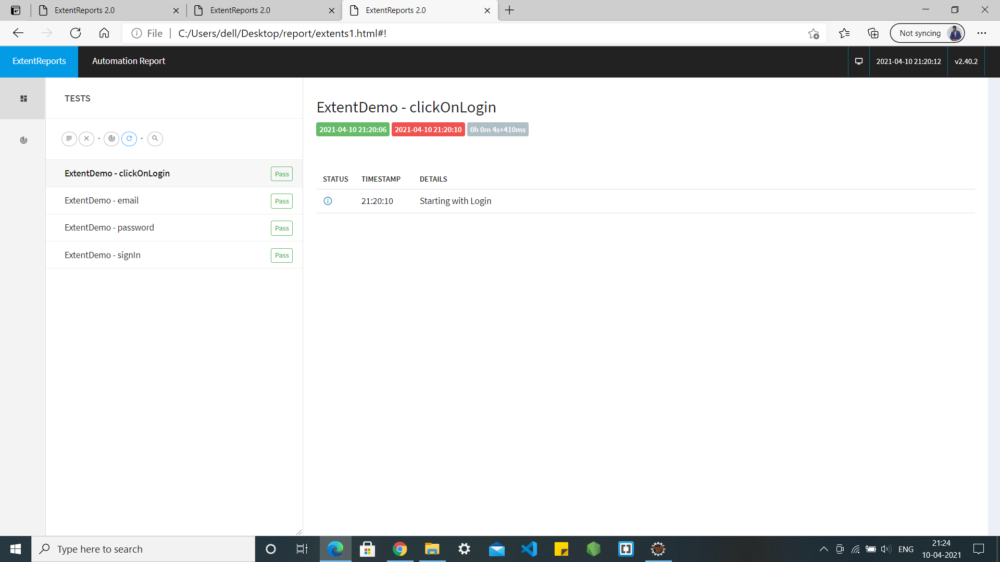 ExtentReports 2.0
ExtentReports 2.0
ExtentReports 2.0
File
C:/Users/dell/Desktop/report/extents1.html#!
Not syncing
ExtentReports
Automation Report
2021-04-10 21:20:12
v2.40.2
TESTS
ExtentDemo - clickOnLogin Pass
ExtentDemo - email Pass
ExtentDemo - password Pass
ExtentDemo - signIn Pass
ExtentDemo - clickOnLogin
2021-04-10 21:20:06 2021-04-10 21:20:10 0h 0m 4s+410ms
STATUS TIMESTAMP DETAILS
21:20:10 Starting with Login
Type here to search
ENG
21:24
10-04-2021